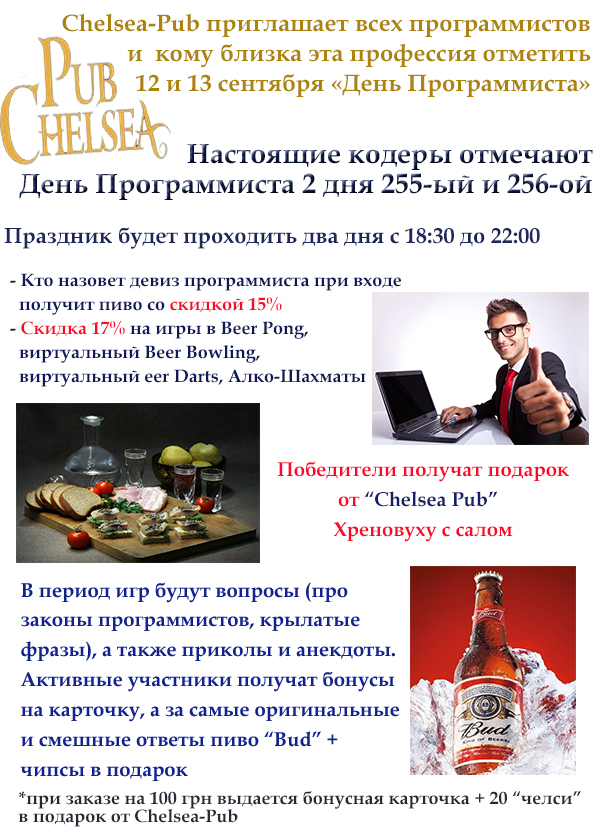 Chelsea-Pub приглашает всех программистов
и кому близка эта профессия отметить
12 и 13 сентября «День Программиста»
PUB
CHELSEA
Настоящие кодеры отмечают
День Программиста 2 дня 255-ый и 256-ой
Праздник будет проходить два дня с 18:30 до 22:00
- Кто назовет девиз программиста при входе
получит пиво со скидкой 15%
- Скидка 17% на игры в Beer Pong,
виртуальный Beer Bowling,
виртуальный eer Darts, Алко-Шахматы
Победители получат подарок
от “Chelsea Pub”
Хреновуху с салом
В период игр будут вопросы (про
законы программистов, крылатые
фразы), а также приколы и анекдоты.
Активные участники получат бонусы
на карточку, а за самые оригинальные
и смешные ответы пиво “Bud” +
чипсы в подарок
Bud
KING OF BEERS
*при заказе на 100 грн выдается бонусная карточка + 20 “челси”
в подарок от Chelsea-Pub